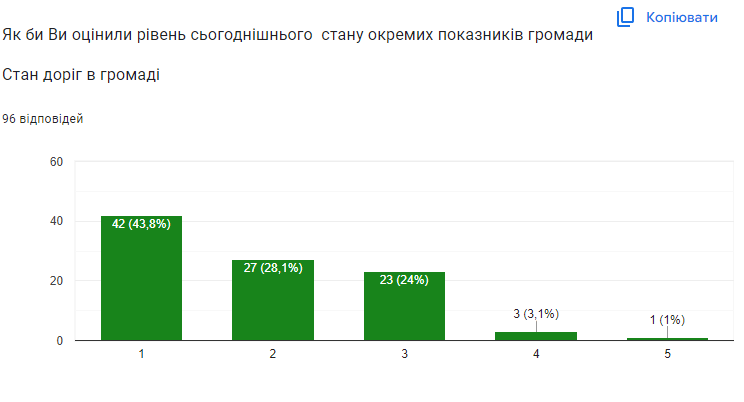 Копіювати
Як би Ви оцінили рівень сьогоднішнього стану окремих показників громади
Стан доріг в громаді
96 відповідей
60
40
20
0
42 (43,8%)
27 (28,1%)
23 (24%)
3 (3,1%)
1 (1%)
1 2 3 4 5